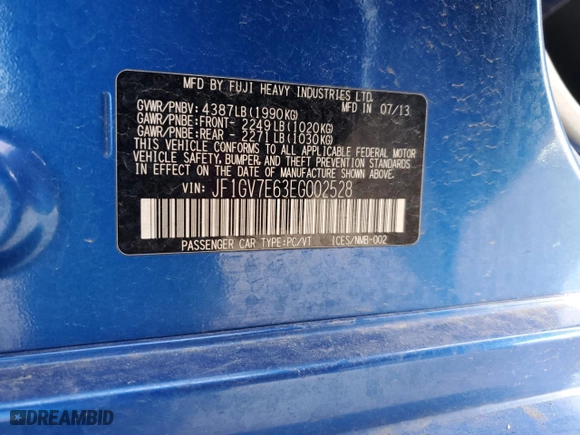 MFD BY FUJI HEAVY INDUSTRIES LTD.
GVWR/PNBV: 4387LB(1990KG) MFD IN 07/13
GAWR/PNBE:FRONT- 2249LB(1020KG)
GAWR/PNBE:REAR - 2271LB(1030KG)
THIS VEHICLE CONFORMS TO ALL APPLICABLE FEDERAL MOTOR
VEHICLE SAFETY, BUMPER, AND THEFT PREVENTION STANDARDS
IN EFFECT ON THE DATE OF MANUFACTURE SHOWN ABOVE.
VIN: JF1GV7E63EG002528
PASSENGER CAR TYPE:PC/VT ICES/NMB-002
DREAMBID